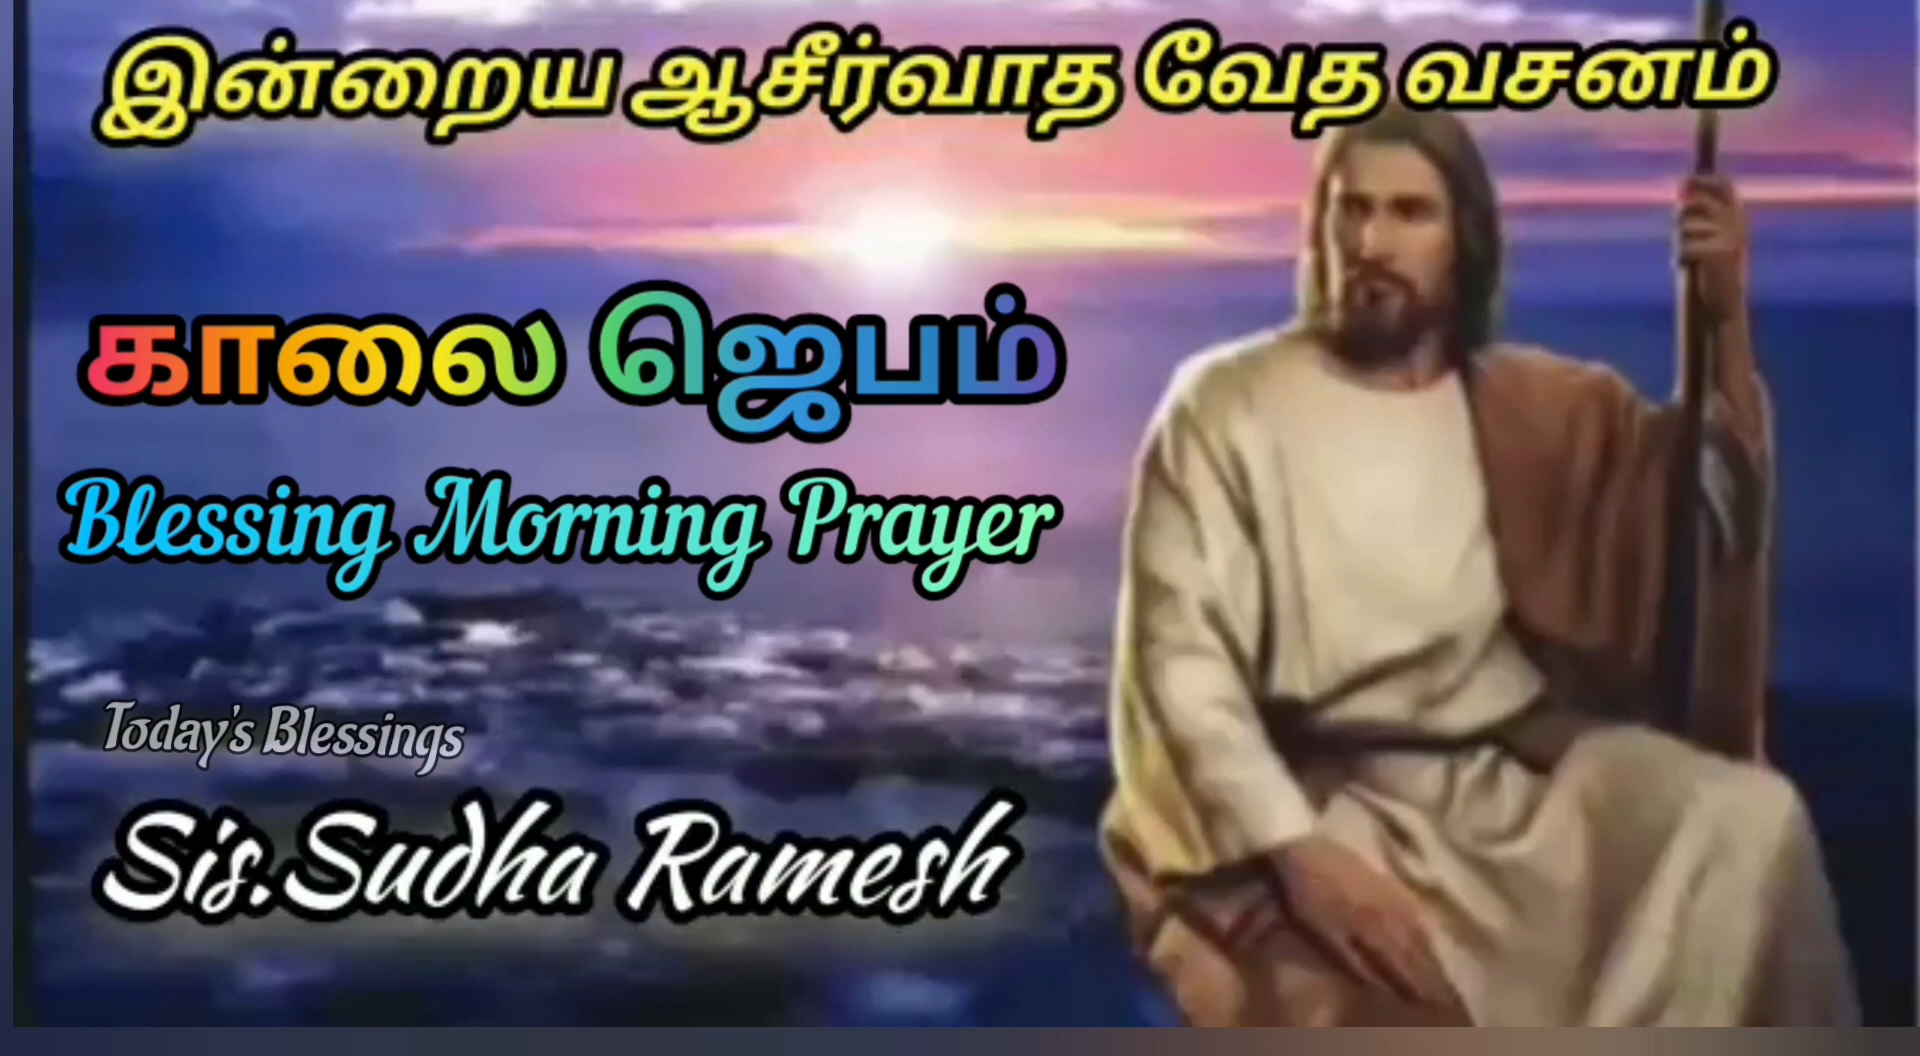 இன்றைய ஆசீர்வாத வேத வசனம்
காலை ஜெபம்
Blessing Morning Prayer
Today's Blessings
Sis.Sudha Ramesh